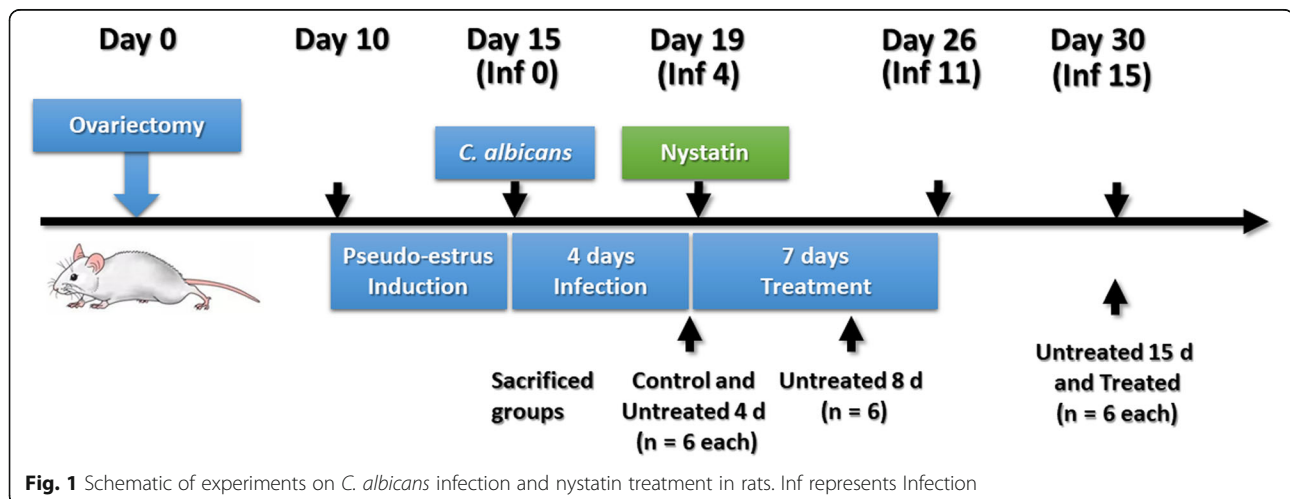 Day 0 Day 10 Day 15 Day 19 Day 26 Day 30
(Inf 0) (Inf 4) (Inf 11) (Inf 15)
Ovariectomy
C. albicans Nystatin
Pseudo-estrus 4 days 7 days
Induction Infection Treatment
Sacrificed
groups
Control and
Untreated 4 d
(n = 6 each)
Untreated 8 d
(n = 6)
Untreated 15 d
and Treated
(n = 6 each)
Fig. 1 Schematic of experiments on C. albicans infection and nystatin treatment in rats. Inf represents Infection